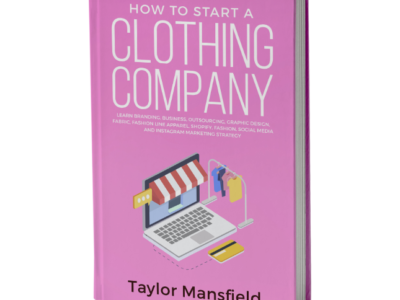 HOW TO START A
CLOTHING
COMPANY
LEARN BRANDING, BUSINESS, OUTSOURCING, GRAPHIC DESIGN,
FABRIC, FASHION LINE APPAREL, SHOPIFY, FASHION, SOCIAL MEDIA
AND INSTAGRAM MARKETING STRATEGY
Taylor Mansfield